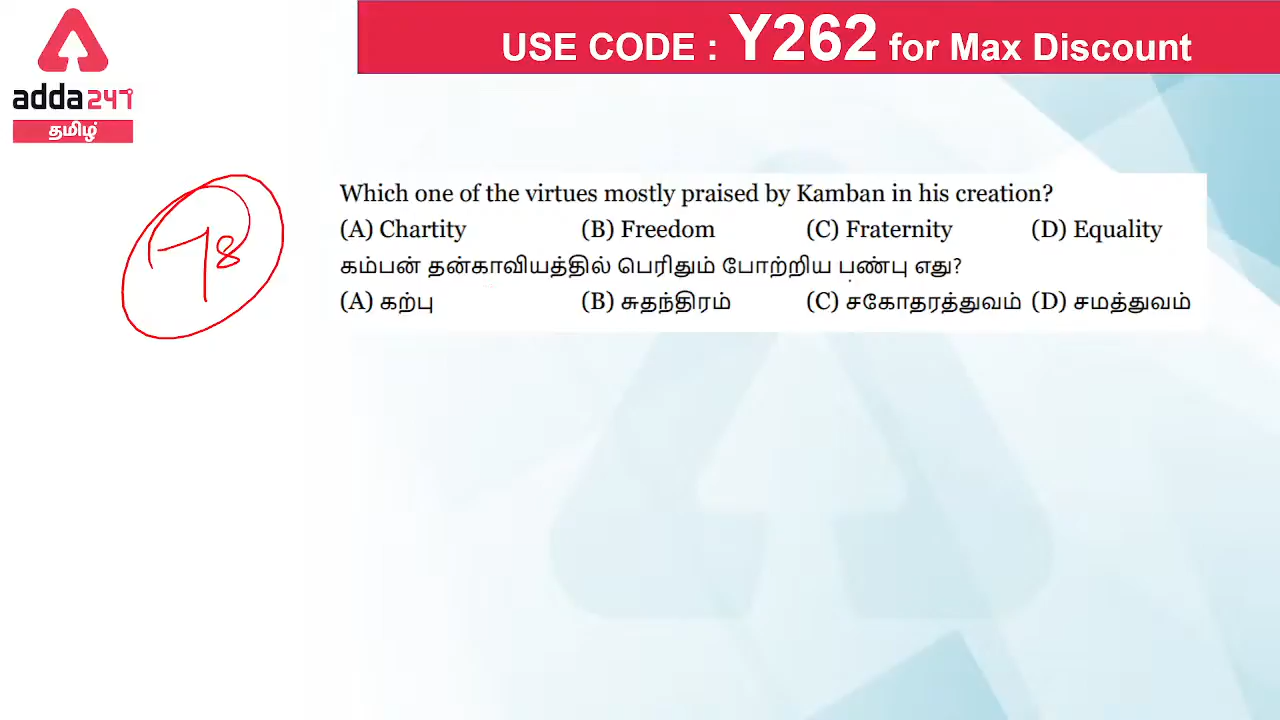 USE CODE : Y262 for Max Discount
adda247
தமிழ்
78
Which one of the virtues mostly praised by Kamban in his creation?
(A) Chartity (B) Freedom (C) Fraternity (D) Equality
கம்பன் தன்காவியத்தில் பெரிதும் போற்றிய பண்பு எது?
(A) கற்பு (B) சுதந்திரம் (C) சகோதரத்துவம் (D) சமத்துவம்